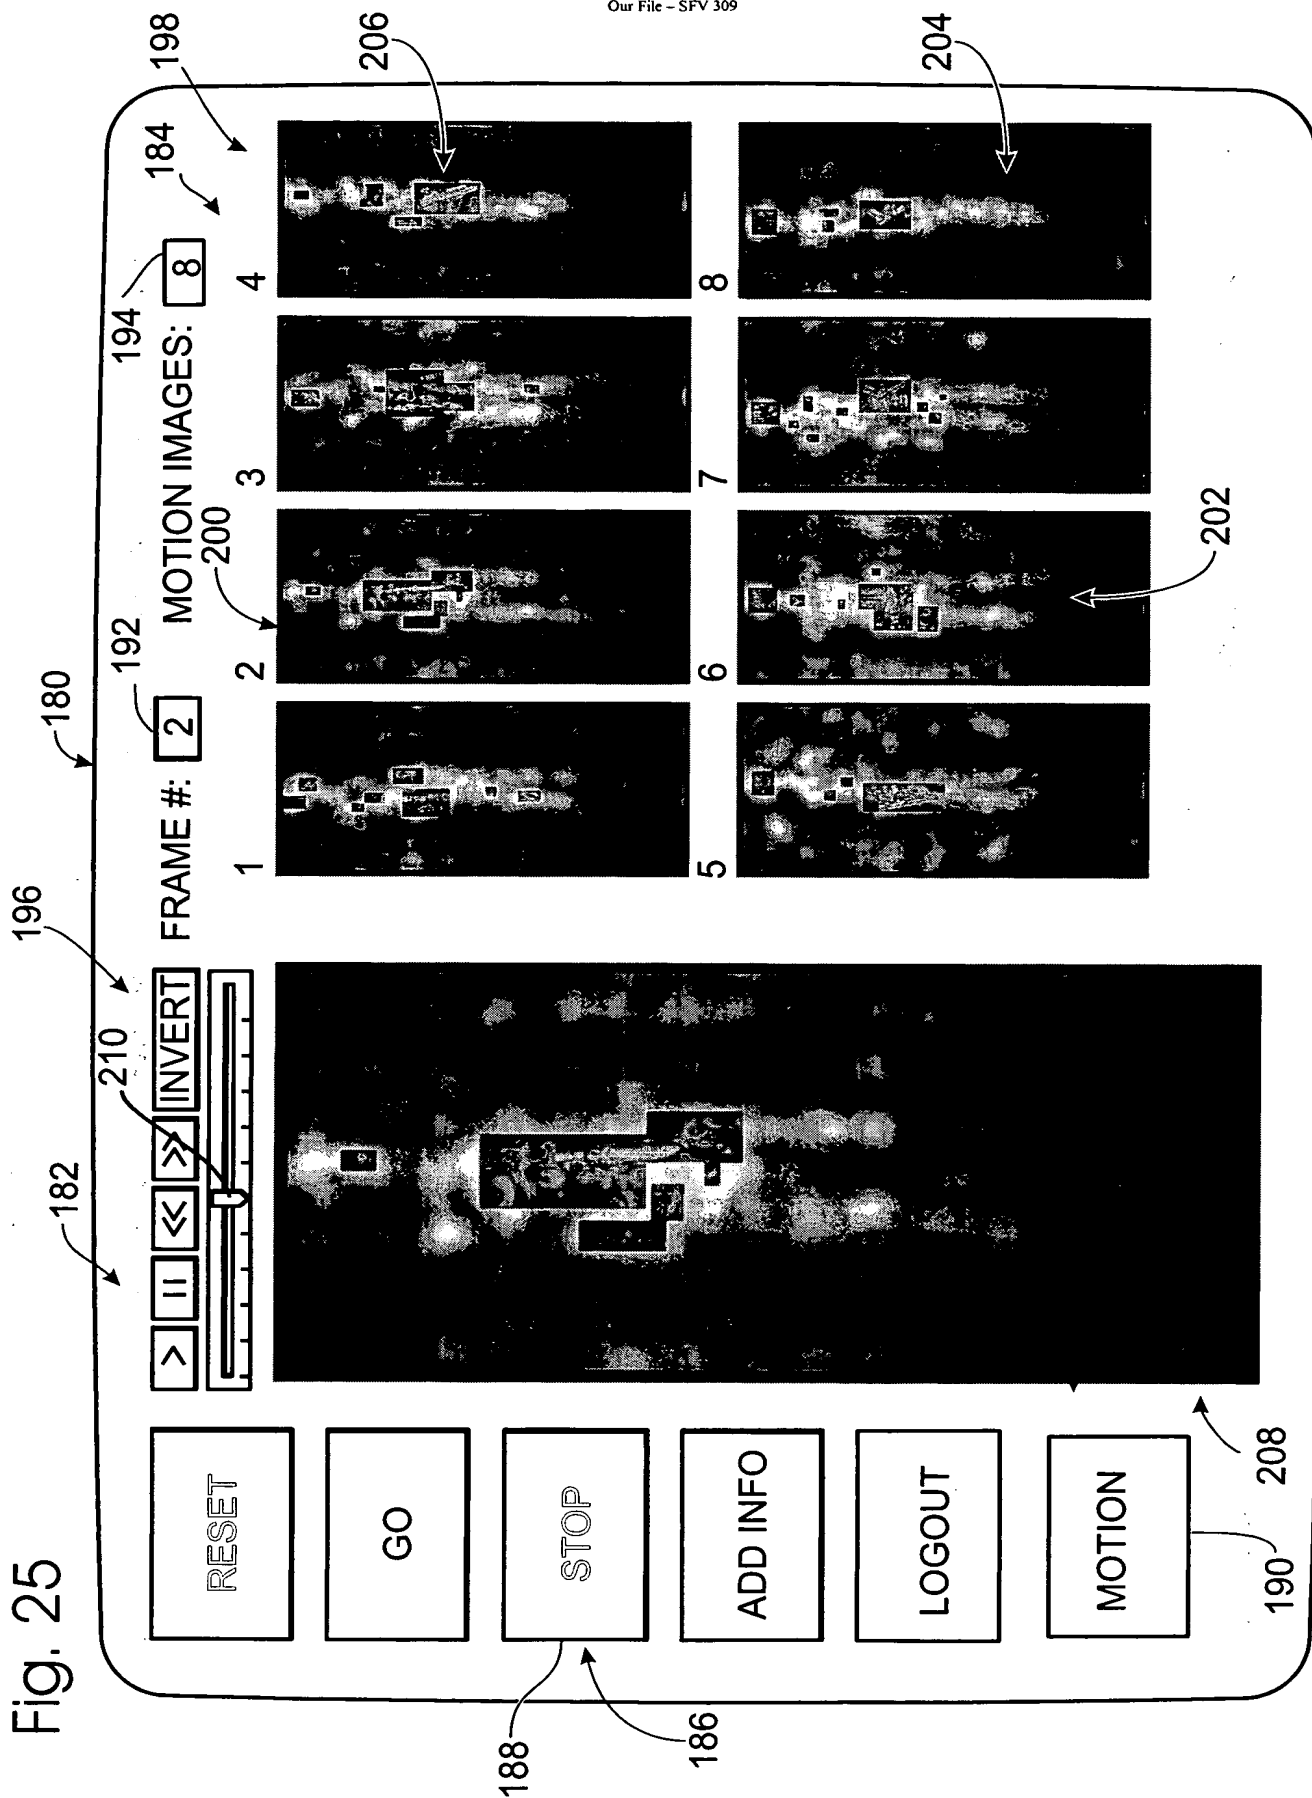 Our File – SFV 309
Fig. 25
180
182
196
210
192
194
184
198
> || << >> INVERT
FRAME #: 2
MOTION IMAGES: 8
200
206
204
202
1
2
3
4
5
6
7
8
RESET
GO
STOP
ADD INFO
LOGOUT
MOTION
188
186
190
208